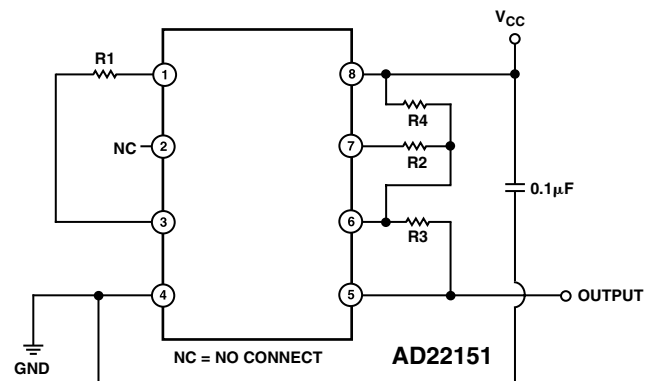 V_CC
R1
1
8
R4
NC
2
7
R2
0.1μF
3
6
R3
4
5
OUTPUT
GND
NC = NO CONNECT
AD22151